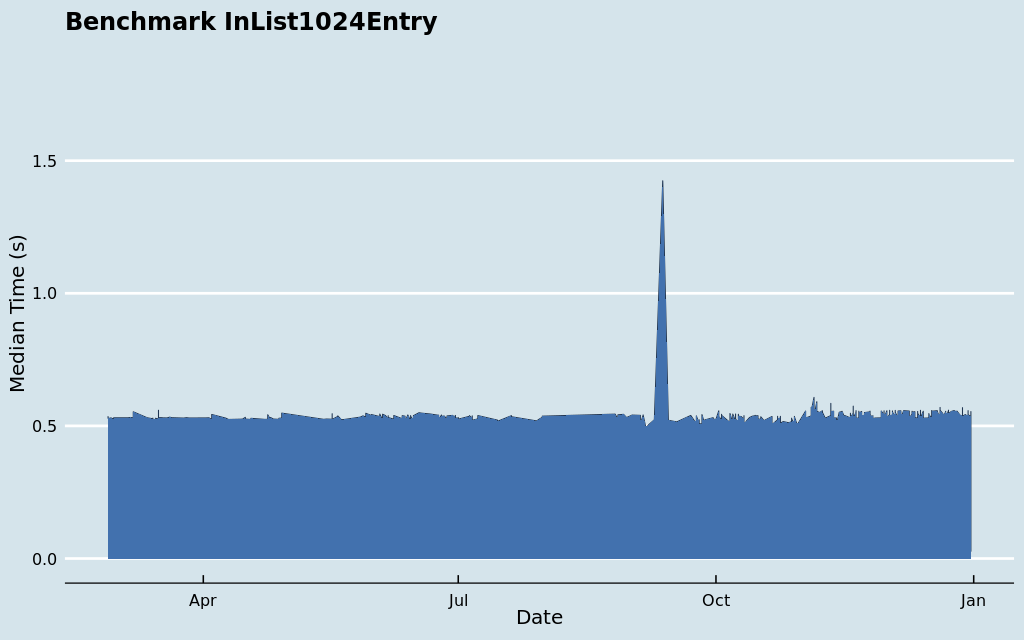 Benchmark InList1024Entry
1.5
1.0
0.5
0.0
Median Time (s)
Apr
Jul
Oct
Jan
Date